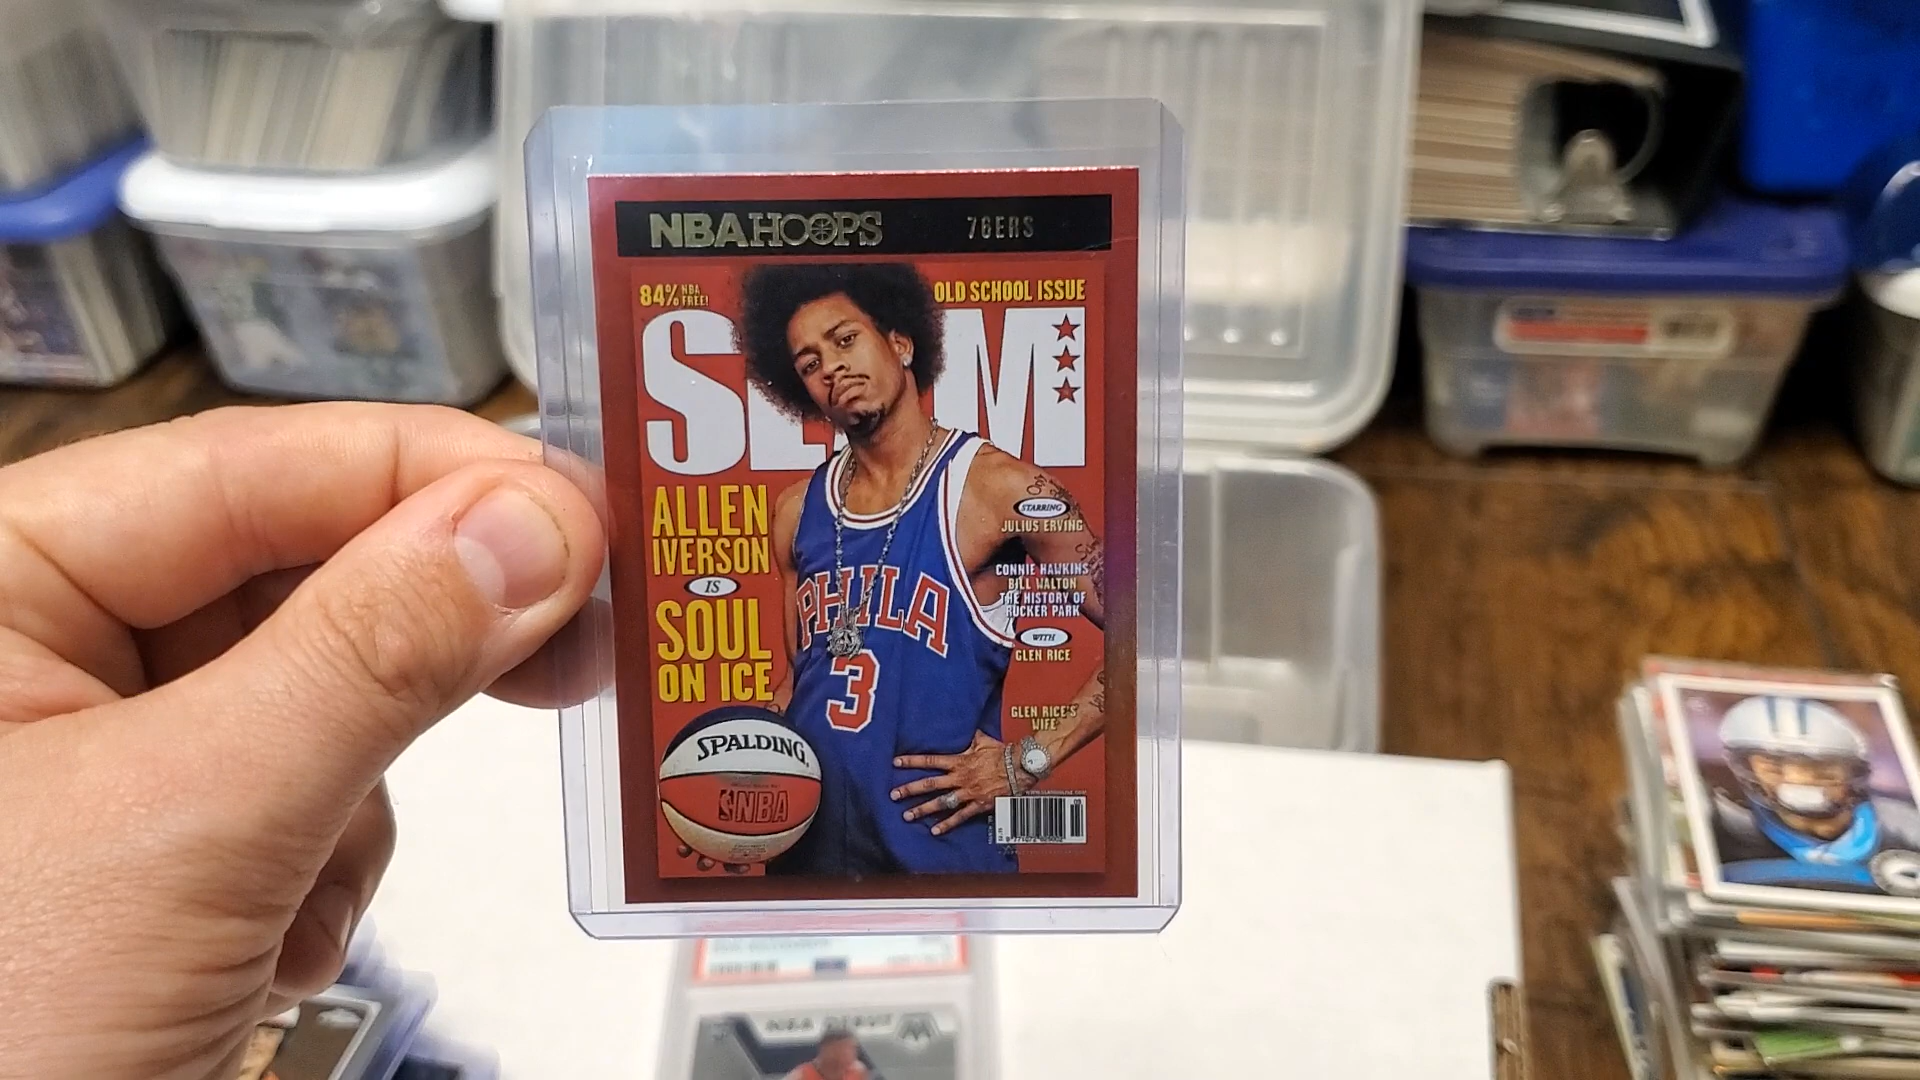 NBA HOOPS 76ERS
84% NBA FREE!
OLD SCHOOL ISSUE
SLAM
ALLEN
IVERSON
IS
SOUL
ON ICE
STARRING
JULIUS ERVING
CONNIE HAWKINS
BILL WALTON
THE HISTORY OF
RUCKER PARK
WITH
GLEN RICE
GLEN RICE'S
WIFE
PHILA
3
SPALDING
NBA
NBA DEBUT